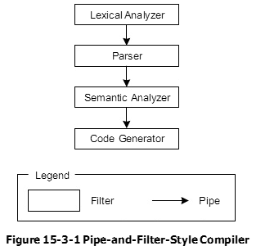 Lexical Analyzer
Parser
Semantic Analyzer
Code Generator
Legend
Filter
Pipe
Figure 15-3-1 Pipe-and-Filter-Style Compiler